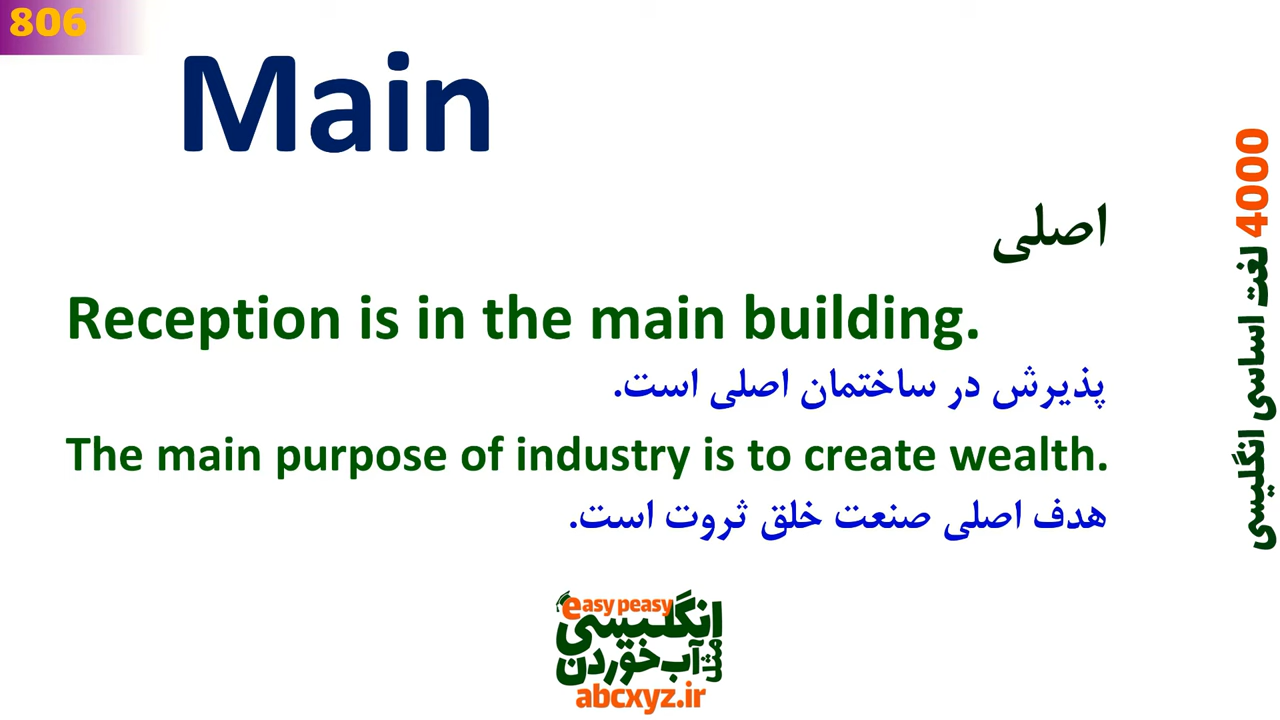 806
Main
اصلی
Reception is in the main building.
پذیرش در ساختمان اصلی است.
The main purpose of industry is to create wealth.
هدف اصلی صنعت خلق ثروت است.
4000 لغت اساسی انگلیسی
easy peasy
انگلیسی
مثل آب خوردن
abcxyz.ir